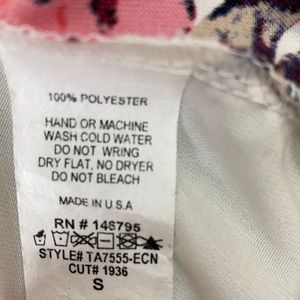 100% POLYESTER
HAND OR MACHINE
WASH COLD WATER
DO NOT WRING
DRY FLAT, NO DRYER
DO NOT BLEACH
MADE IN U.S.A
RN # 146795
STYLE# TA7555-ECN
CUT# 1936
S